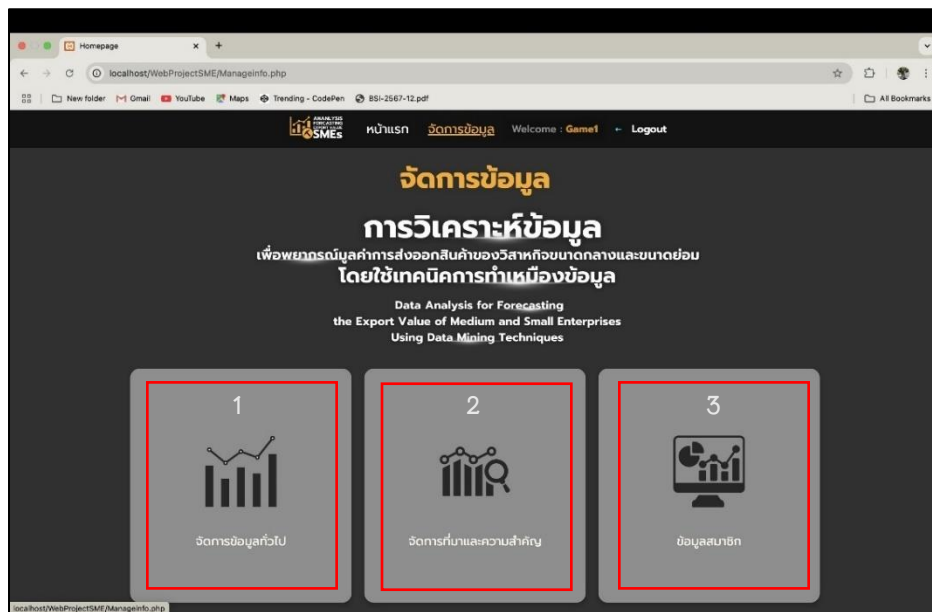 Homepage
localhost/WebProjectSME/Manageinfo.php
New folder Gmail YouTube Maps Trending - CodePen BSI-2567-12.pdf All Bookmarks
ANANLYSIS
FORECASTING
EXPORT VALUE
SMEs
หน้าแรก จัดการข้อมูล Welcome : Game1 Logout
จัดการข้อมูล
การวิเคราะห์ข้อมูล
เพื่อพยากรณ์มูลค่าการส่งออกสินค้าของวิสาหกิจขนาดกลางและขนาดย่อม
โดยใช้เทคนิคการทำเหมืองข้อมูล
Data Analysis for Forecasting
the Export Value of Medium and Small Enterprises
Using Data Mining Techniques
1 2 3
จัดการข้อมูลทั่วไป จัดการที่มาและความสำคัญ ข้อมูลสมาชิก
localhost/WebProjectSME/Manageinfo.php